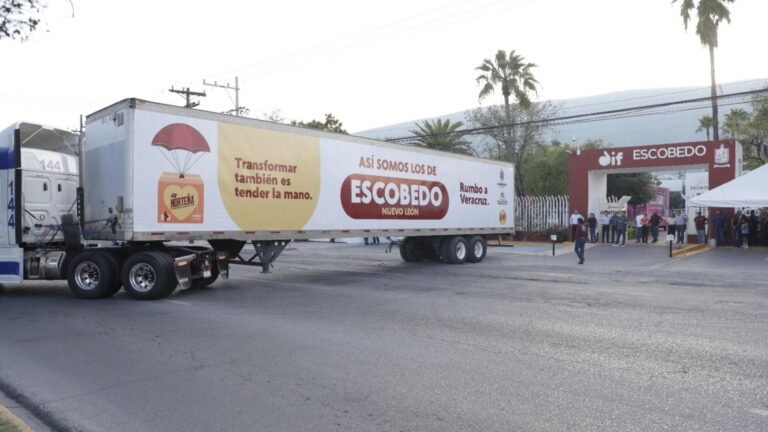 144
144
NORTEÑA
Transformar
también es
tender la mano.
ASÍ SOMOS LOS DE
ESCOBEDO
NUEVO LEÓN
Rumbo a
Veracruz.
dif
ESCOBEDO